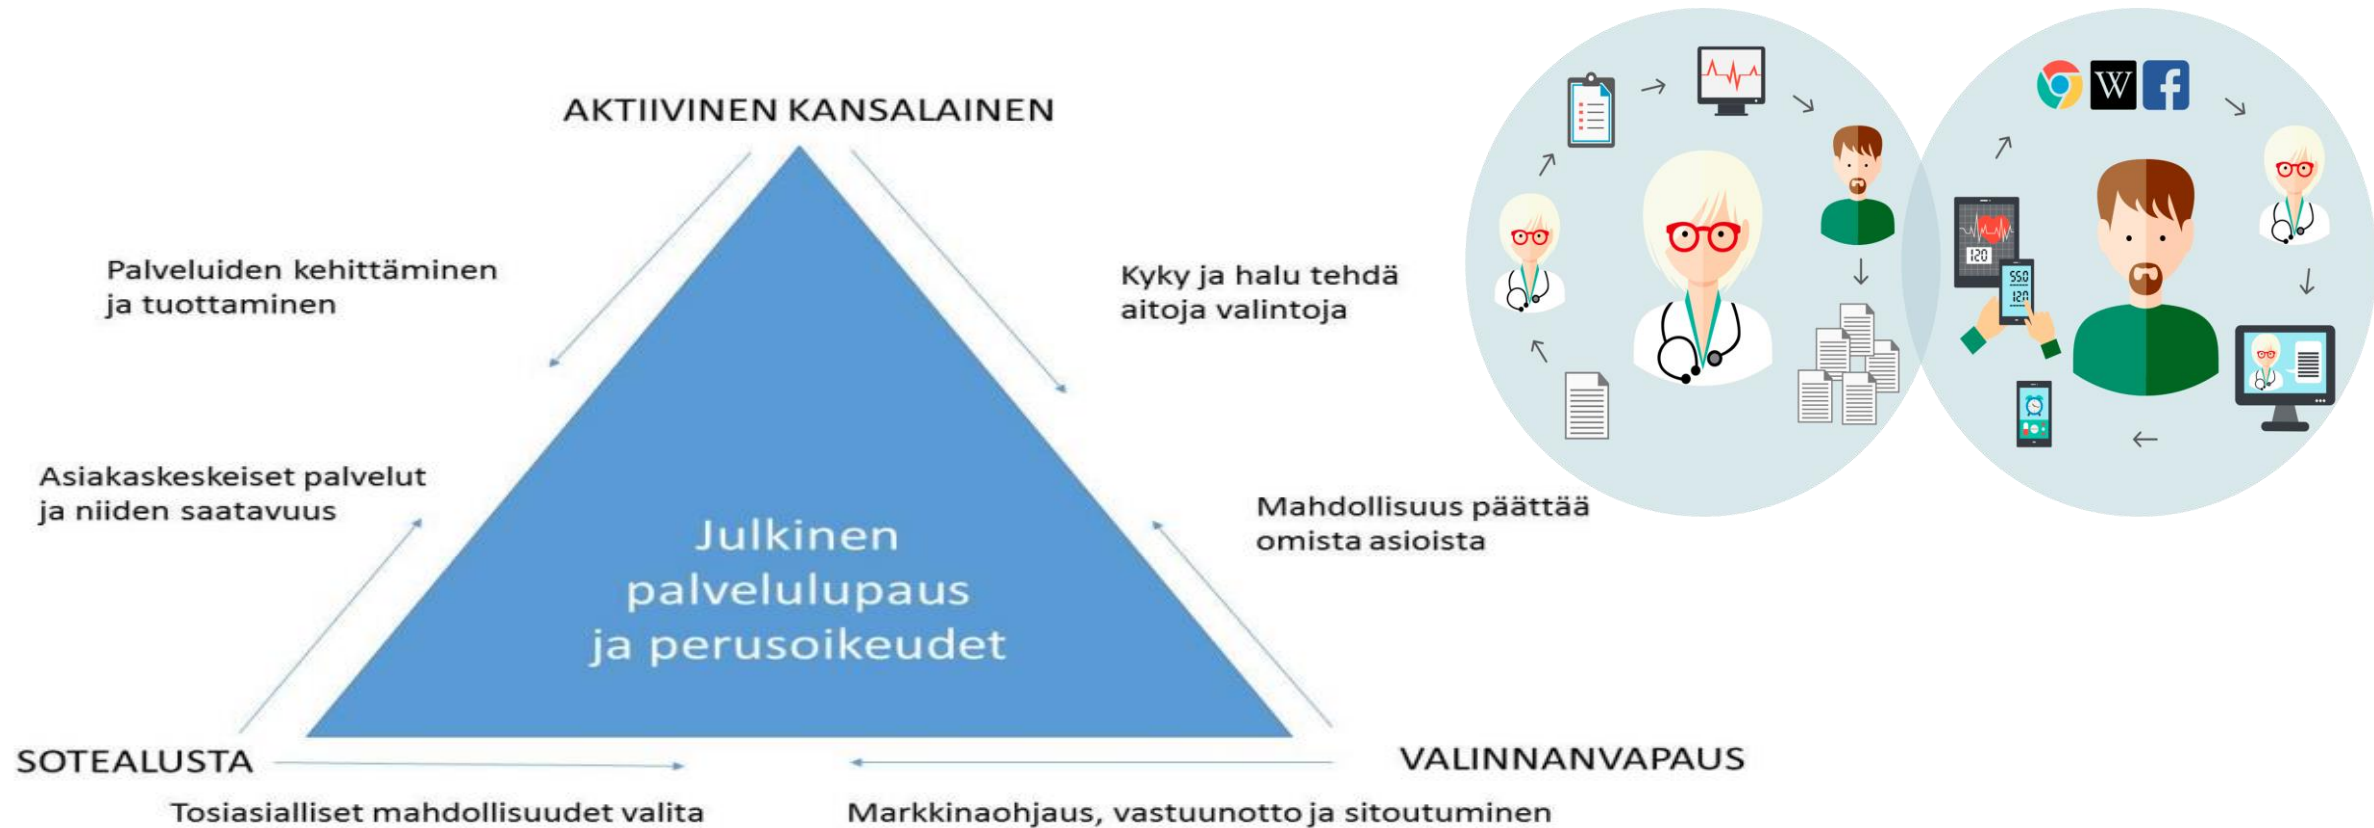 AKTIIVINEN KANSALAINEN
Palveluiden kehittäminen
ja tuottaminen
Kyky ja halu tehdä
aitoja valintoja
Asiakaskeskeiset palvelut
ja niiden saatavuus
Mahdollisuus päättää
omista asioista
Julkinen
palvelulupaus
ja perusoikeudet
SOTEALUSTA
VALINNANVAPAUS
Tosiasialliset mahdollisuudet valita
Markkinaohjaus, vastuunotto ja sitoutuminen
W
f
120
550
120